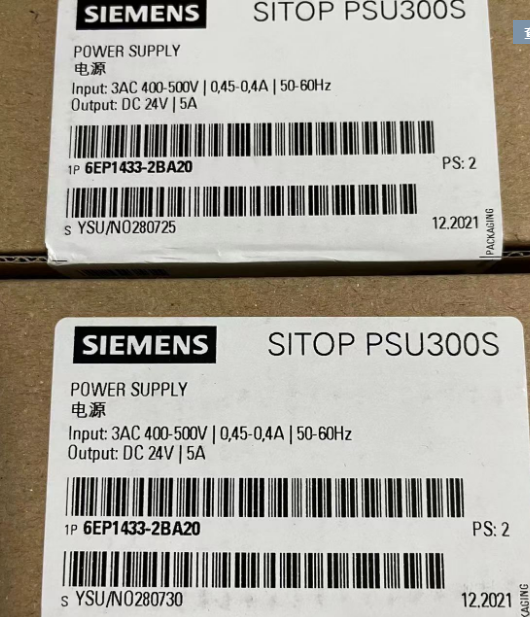 SIEMENS SITOP PSU300S
POWER SUPPLY
电源
Input: 3AC 400-500V | 0,45-0,4A | 50-60Hz
Output: DC 24V | 5A
1P 6EP1433-2BA20 PS: 2
S YSU/N0280725 12.2021
PACKAGING
SIEMENS SITOP PSU300S
POWER SUPPLY
电源
Input: 3AC 400-500V | 0,45-0,4A | 50-60Hz
Output: DC 24V | 5A
1P 6EP1433-2BA20 PS: 2
S YSU/N0280730 12.2021